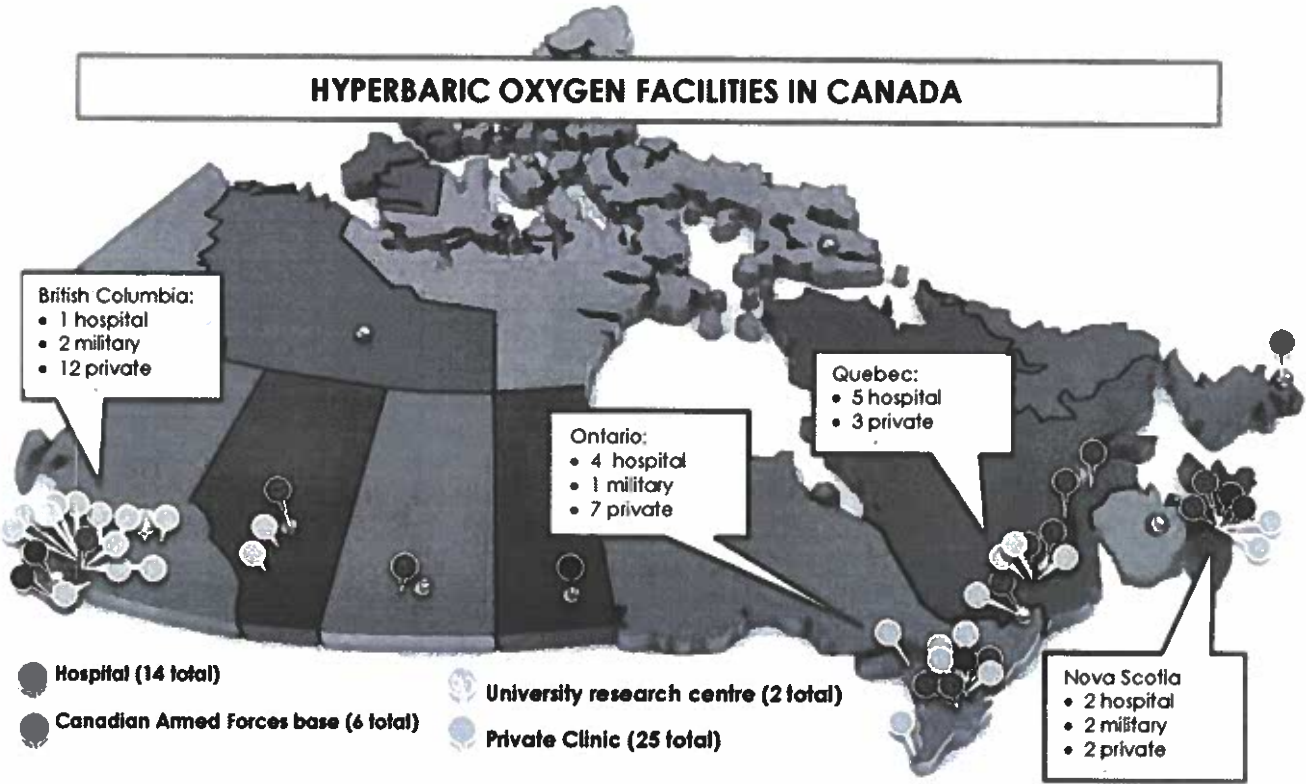 HYPERBARIC OXYGEN FACILITIES IN CANADA
British Columbia:
• 1 hospital
• 2 military
• 12 private
Quebec:
• 5 hospital
• 3 private
Ontario:
• 4 hospital
• 1 military
• 7 private
Nova Scotia
• 2 hospital
• 2 military
• 2 private
Hospital (14 total)
Canadian Armed Forces base (6 total)
University research centre (2 total)
Private Clinic (25 total)